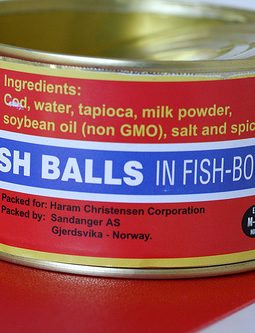 Ingredients:
Cod, water, tapioca, milk powder,
soybean oil (non GMO), salt and spic
SH BALLS IN FISH-BO
Packed for: Haram Christensen Corporation
Packed by: Sandanger AS
Gjerdsvika - Norway.